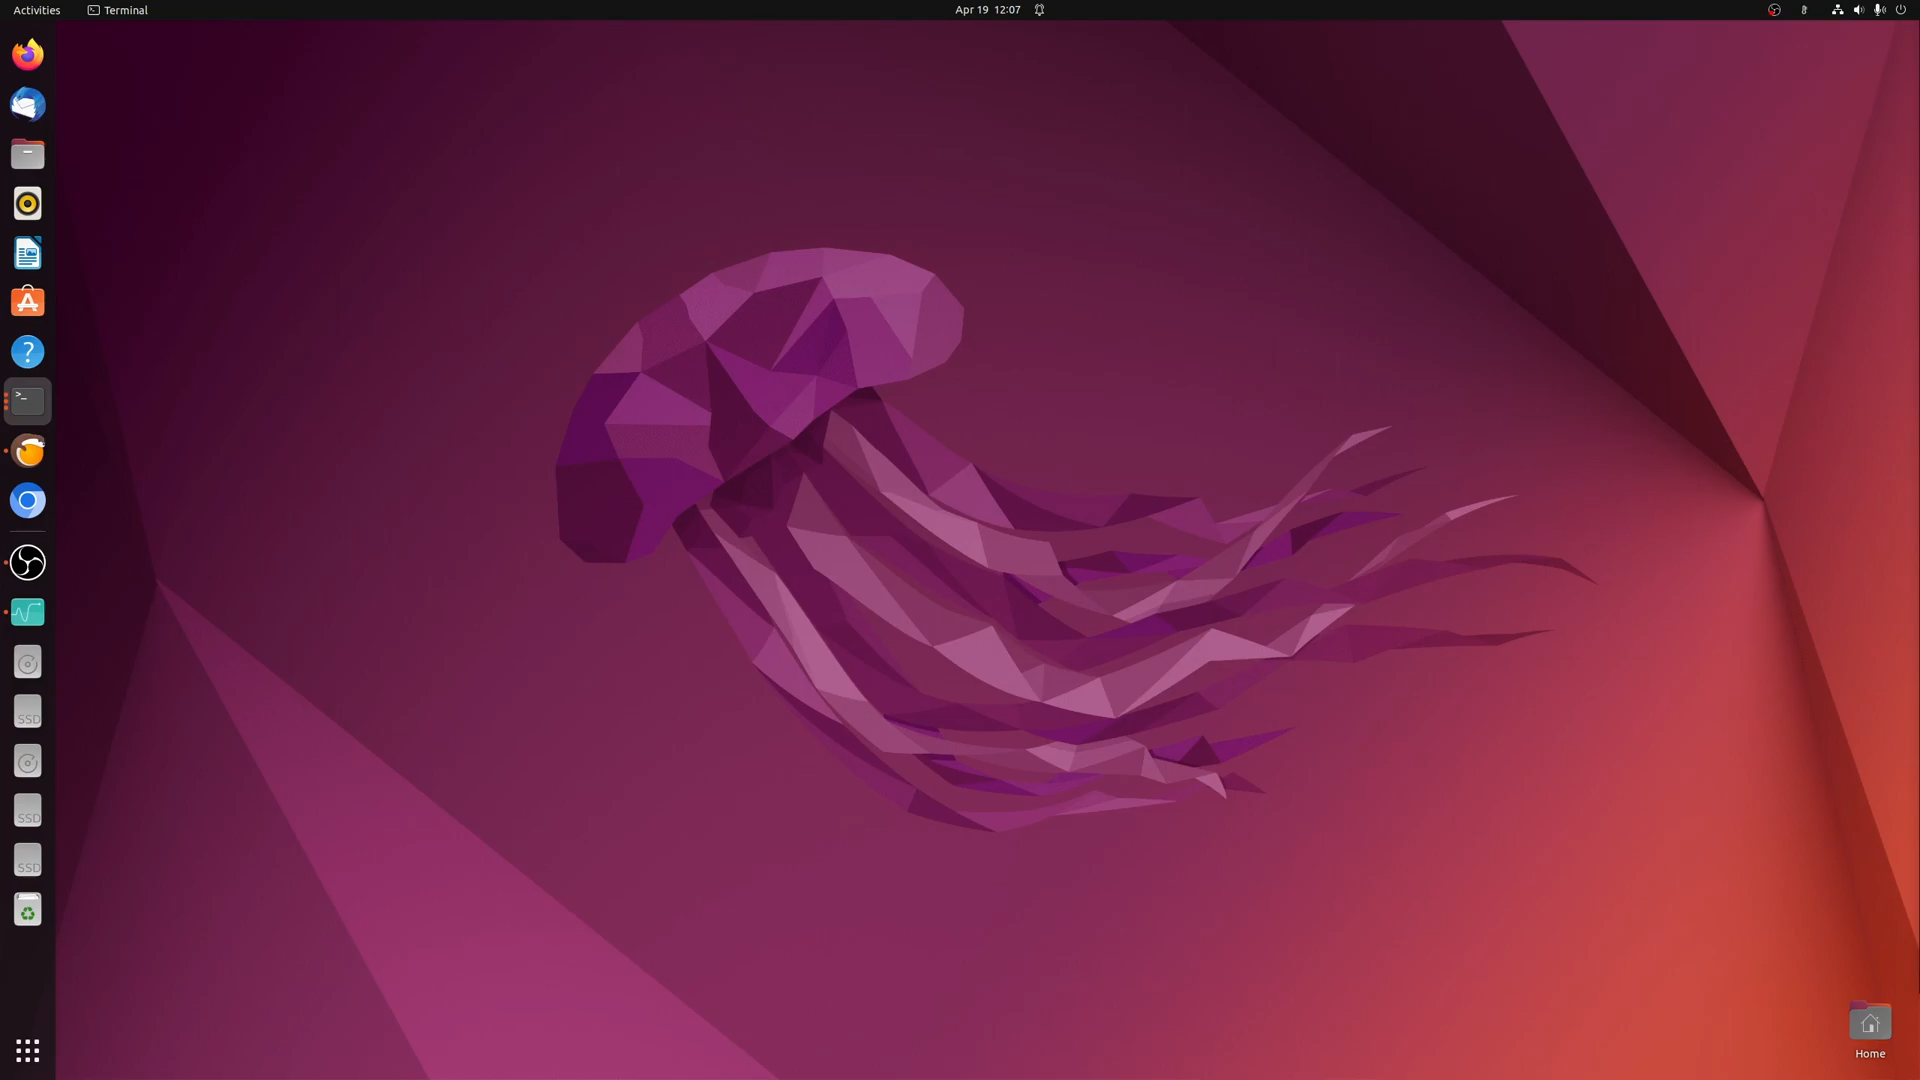 Activities
Terminal
Apr 19 12:07
SSD
SSD
SSD
Home